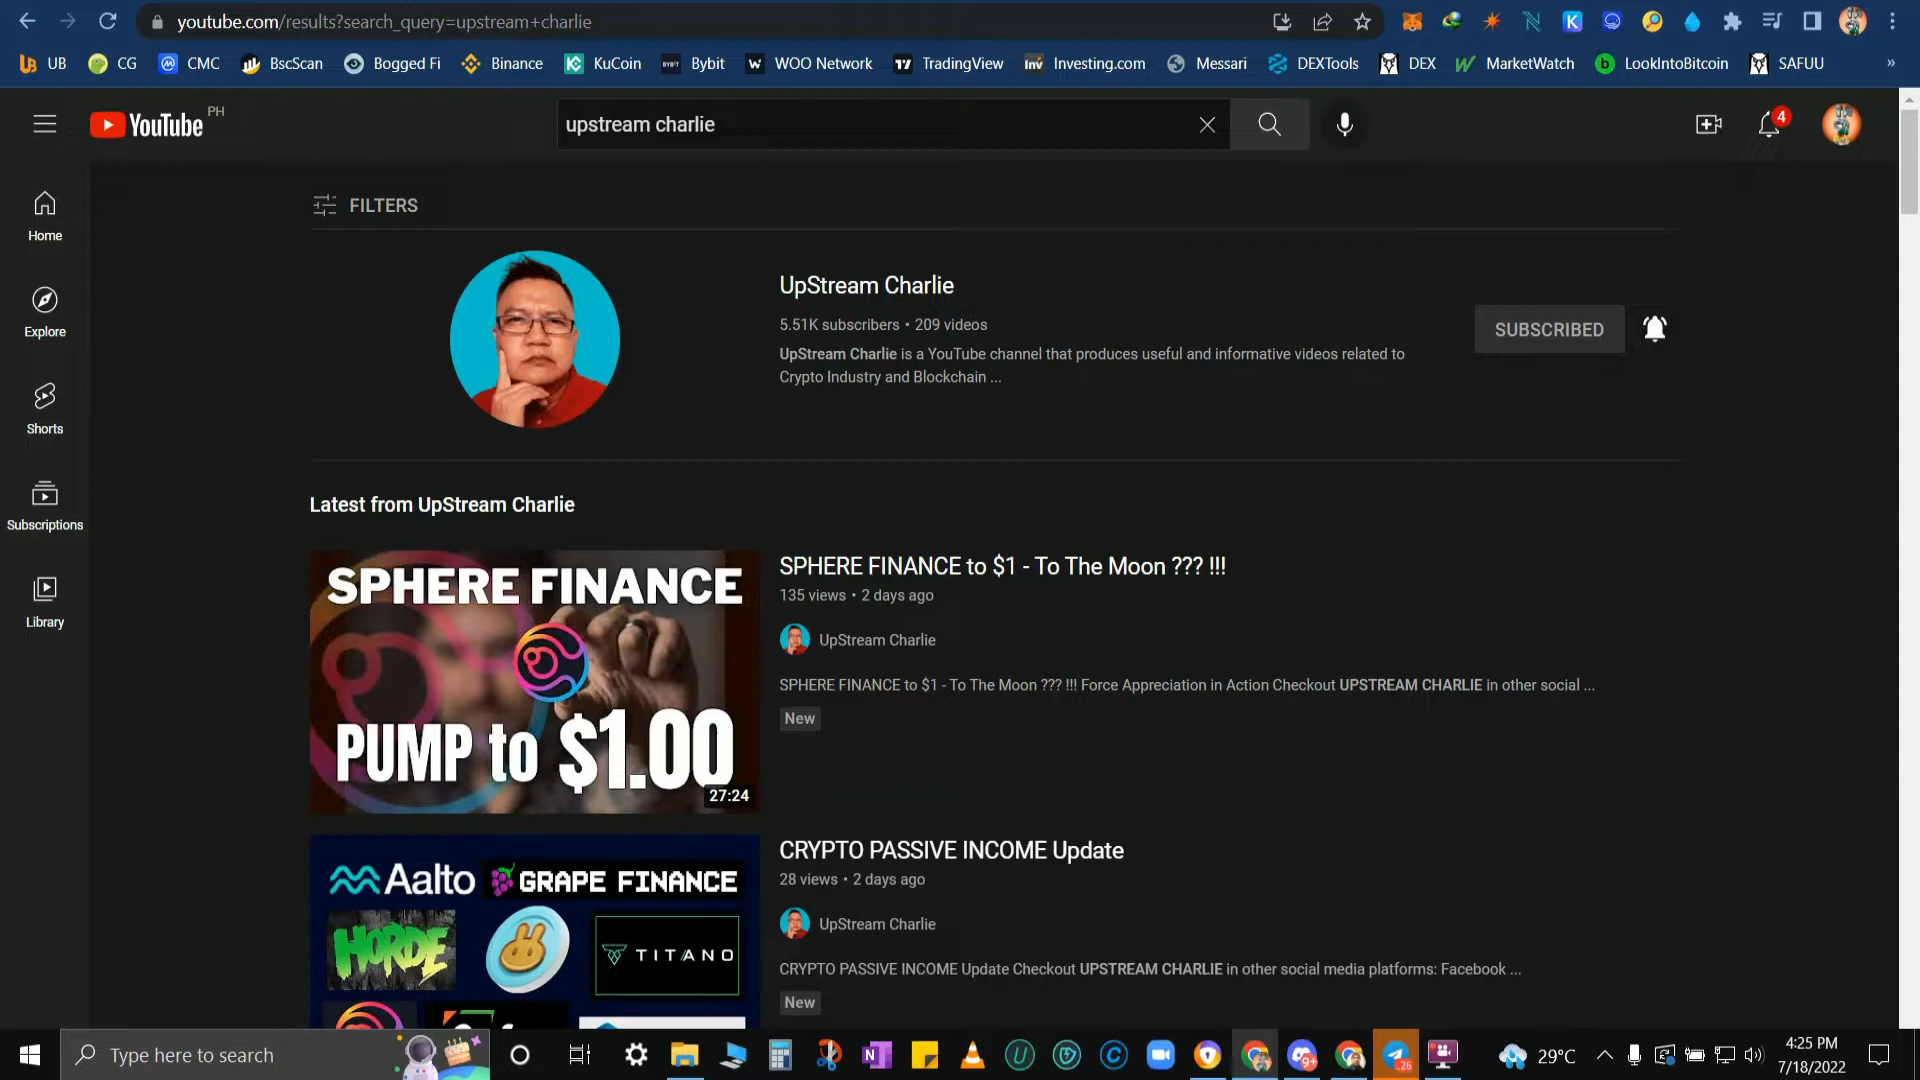 youtube.com/results?search_query=upstream+charlie
UB CG CMC BscScan Bogged Fi Binance KuCoin Bybit WOO Network TradingView Investing.com Messari DEXTools DEX MarketWatch LookIntoBitcoin SAFUU »
YouTube PH
upstream charlie
4
FILTERS
Home
Explore
Shorts
Subscriptions
Library
UpStream Charlie
5.51K subscribers • 209 videos
UpStream Charlie is a YouTube channel that produces useful and informative videos related to
Crypto Industry and Blockchain ...
SUBSCRIBED
Latest from UpStream Charlie
SPHERE FINANCE
PUMP to $1.00
27:24
SPHERE FINANCE to $1 - To The Moon ??? !!!
135 views • 2 days ago
UpStream Charlie
SPHERE FINANCE to $1 - To The Moon ??? !!! Force Appreciation in Action Checkout UPSTREAM CHARLIE in other social ...
New
Aalto GRAPE FINANCE
HORDE
TITANO
CRYPTO PASSIVE INCOME Update
28 views • 2 days ago
UpStream Charlie
CRYPTO PASSIVE INCOME Update Checkout UPSTREAM CHARLIE in other social media platforms: Facebook ...
New
Type here to search
29°C
4:25 PM
7/18/2022